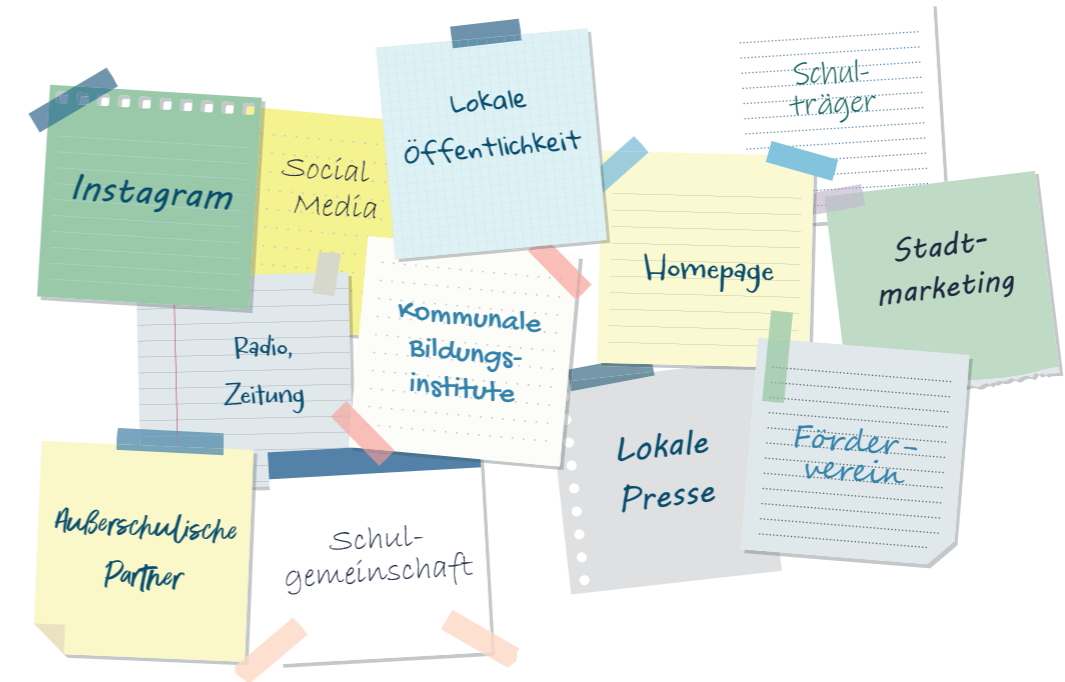 Instagram
Social
Media
Lokale
Öffentlichkeit
Schul-
träger
Homepage
Stadt-
marketing
Radio,
Zeitung
Kommunale
Bildungs-
institute
Lokale
Presse
Förder-
verein
Außerschulische
Partner
Schul-
gemeinschaft